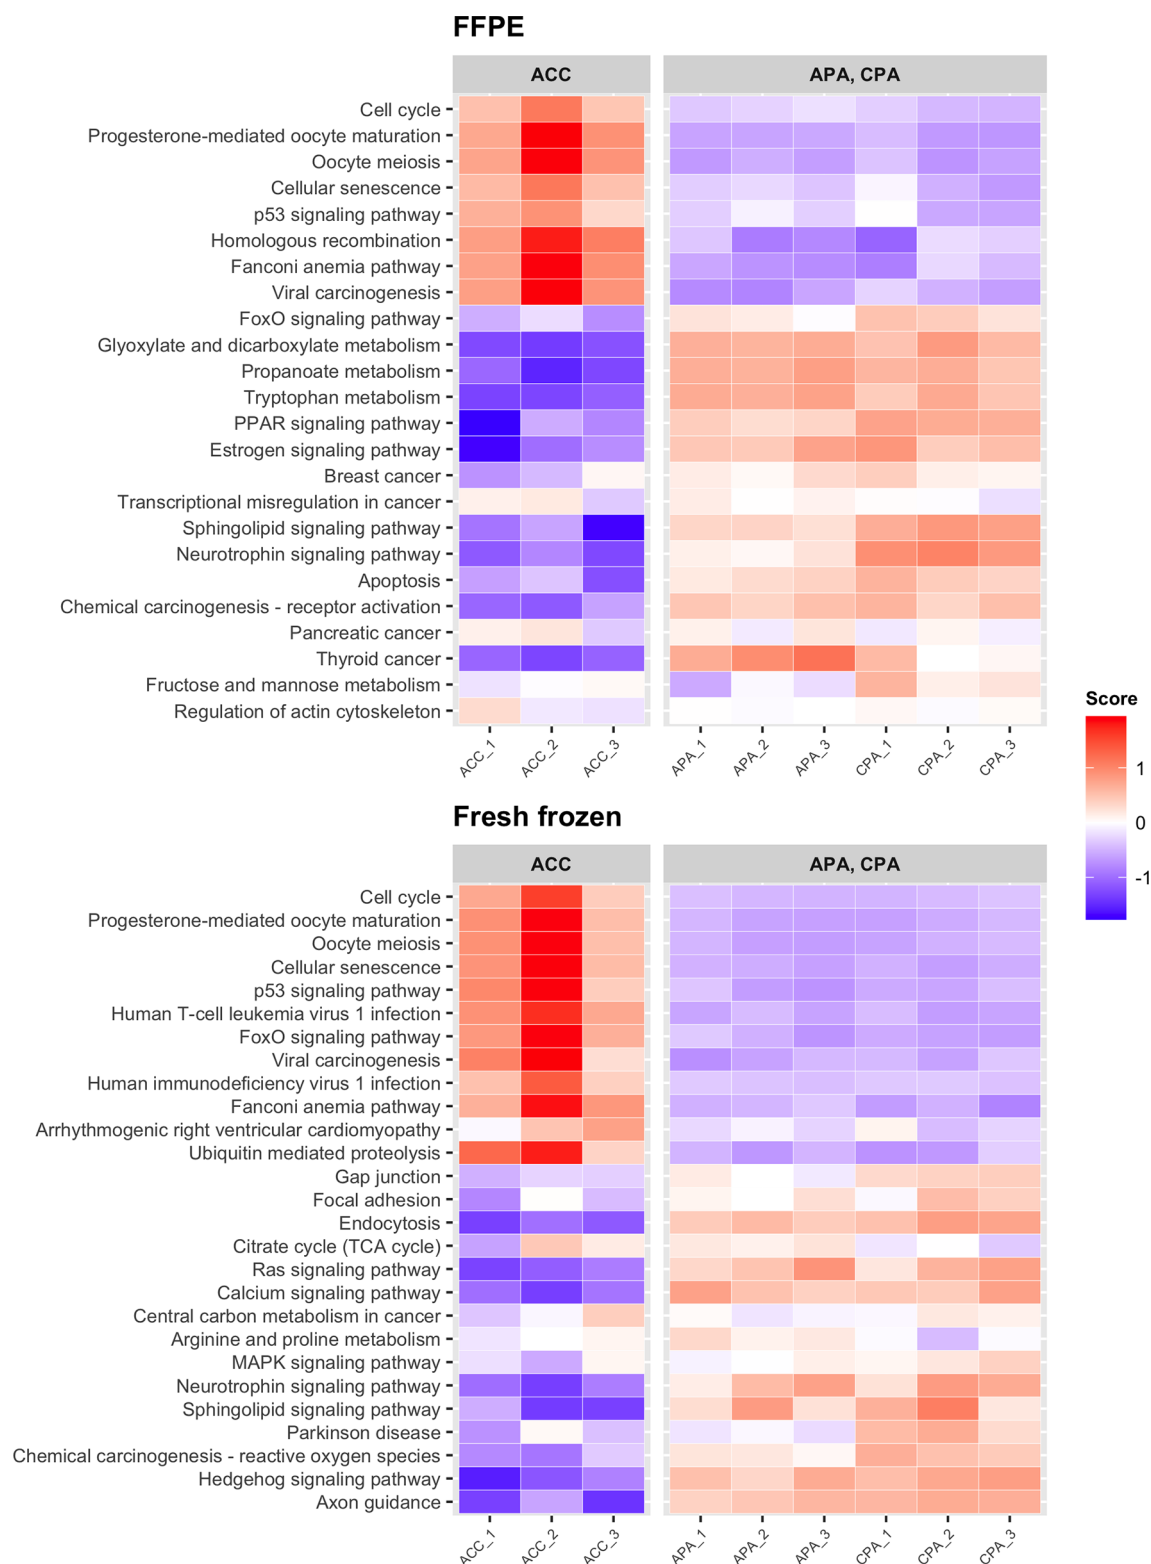 FFPE
ACC
APA, CPA
Cell cycle
Progesterone-mediated oocyte maturation
Oocyte meiosis
Cellular senescence
p53 signaling pathway
Homologous recombination
Fanconi anemia pathway
Viral carcinogenesis
FoxO signaling pathway
Glyoxylate and dicarboxylate metabolism
Propanoate metabolism
Tryptophan metabolism
PPAR signaling pathway
Estrogen signaling pathway
Breast cancer
Transcriptional misregulation in cancer
Sphingolipid signaling pathway
Neurotrophin signaling pathway
Apoptosis
Chemical carcinogenesis - receptor activation
Pancreatic cancer
Thyroid cancer
Fructose and mannose metabolism
Regulation of actin cytoskeleton
ACC_1
ACC_2
ACC_3
APA_1
APA_2
APA_3
CPA_1
CPA_2
CPA_3
Score
1
0
-1
Fresh frozen
ACC
APA, CPA
Cell cycle
Progesterone-mediated oocyte maturation
Oocyte meiosis
Cellular senescence
p53 signaling pathway
Human T-cell leukemia virus 1 infection
FoxO signaling pathway
Viral carcinogenesis
Human immunodeficiency virus 1 infection
Fanconi anemia pathway
Arrhythmogenic right ventricular cardiomyopathy
Ubiquitin mediated proteolysis
Gap junction
Focal adhesion
Endocytosis
Citrate cycle (TCA cycle)
Ras signaling pathway
Calcium signaling pathway
Central carbon metabolism in cancer
Arginine and proline metabolism
MAPK signaling pathway
Neurotrophin signaling pathway
Sphingolipid signaling pathway
Parkinson disease
Chemical carcinogenesis - reactive oxygen species
Hedgehog signaling pathway
Axon guidance
ACC_1
ACC_2
ACC_3
APA_1
APA_2
APA_3
CPA_1
CPA_2
CPA_3